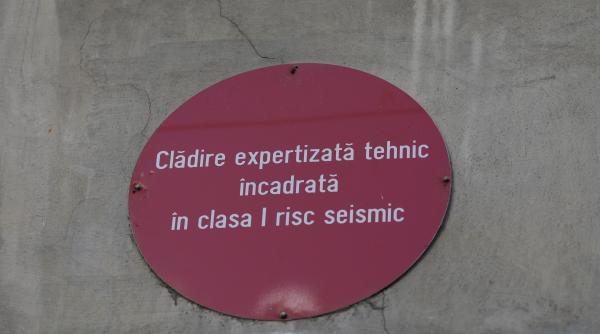 Clădire expertizată tehnic
încadrată
în clasa I risc seismic